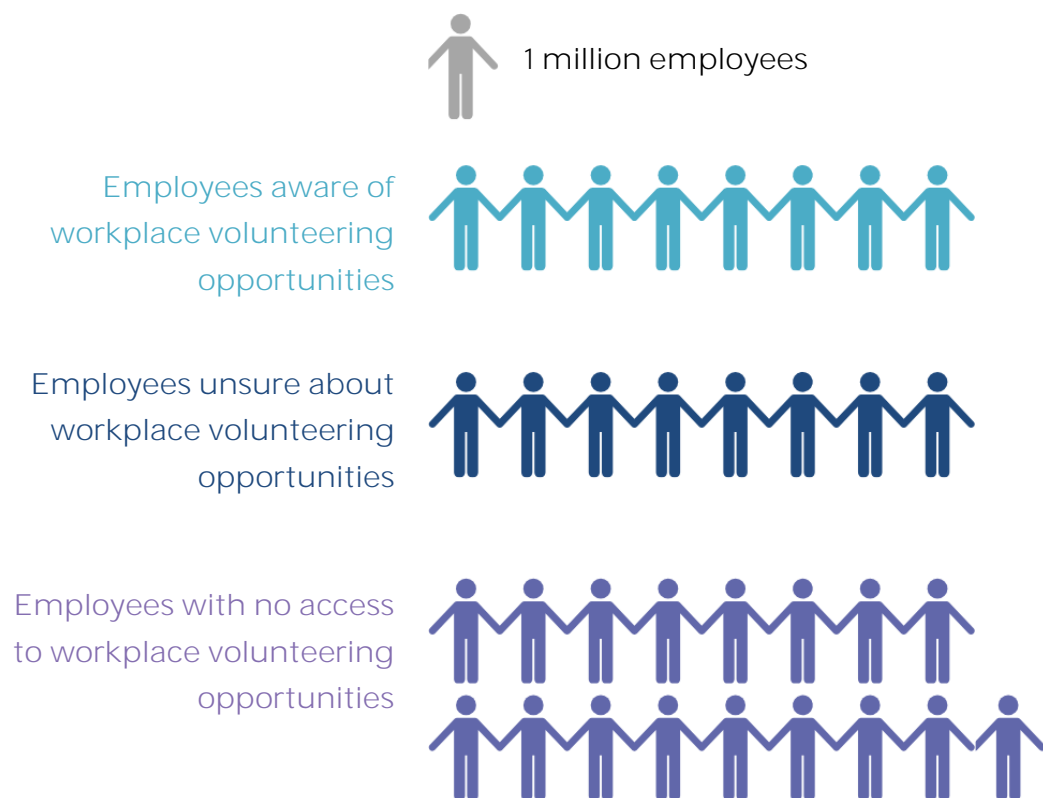 1 million employees
Employees aware of
workplace volunteering
opportunities
Employees unsure about
workplace volunteering
opportunities
Employees with no access
to workplace volunteering
opportunities